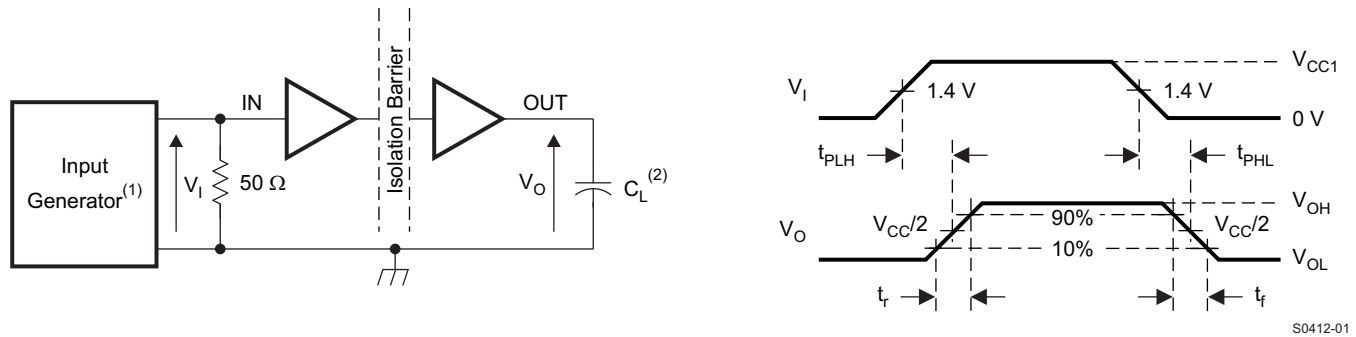 Input
Generator(1)
VI
50 Ω
IN
Isolation Barrier
OUT
VO
CL(2)
VI
1.4 V
1.4 V
VCC1
0 V
tPLH
tPHL
VO
VCC/2
90%
10%
VCC/2
VOH
VOL
tr
tf
S0412-01